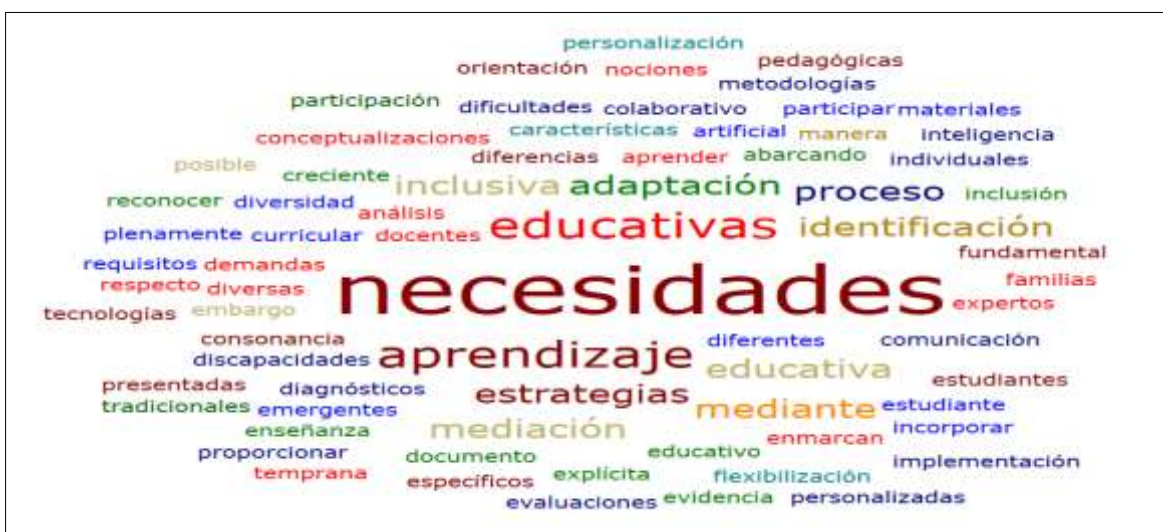 personalización
orientación nociones pedagógicas
metodologías
participación dificultades colaborativo participar materiales
conceptualizaciones características artificial manera inteligencia
posible diferencias aprender abarcando individuales
creciente inclusiva adaptación proceso inclusión
reconocer diversidad análisis
plenamente curricular docentes educativas identificación
requisitos demandas fundamental
respecto diversas necesidades familias
tecnologías embargo expertos
consonancia diferentes comunicación
discapacidades aprendizaje educativa
presentadas diagnósticos estrategias estudiantes
tradicionales emergentes mediante estudiante
enseñanza mediación enmarcan incorporar
proporcionar documento educativo implementación
temprana específicos explícita flexibilización
evaluaciones evidencia personalizadas